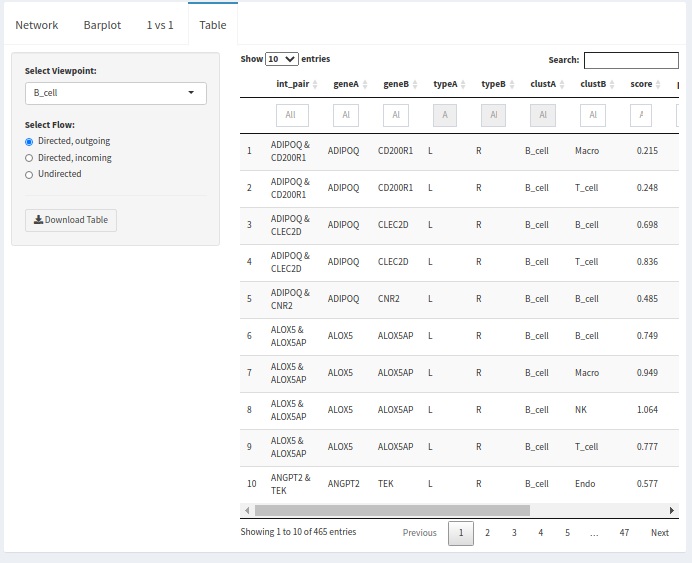 Network Barplot 1 vs 1 Table
Select Viewpoint:
B_cell
Select Flow:
Directed, outgoing
Directed, incoming
Undirected
Download Table
Show 10 entries
Search:
int_pair geneA geneB typeA typeB clustA clustB score
All Al Al A Al Al Al A
1 ADIPOQ & CD200R1 ADIPOQ CD200R1 L R B_cell Macro 0.215
2 ADIPOQ & CD200R1 ADIPOQ CD200R1 L R B_cell T_cell 0.248
3 ADIPOQ & CLEC2D ADIPOQ CLEC2D L R B_cell B_cell 0.698
4 ADIPOQ & CLEC2D ADIPOQ CLEC2D L R B_cell T_cell 0.836
5 ADIPOQ & CNR2 ADIPOQ CNR2 L R B_cell B_cell 0.485
6 ALOX5 & ALOX5AP ALOX5 ALOX5AP L R B_cell B_cell 0.749
7 ALOX5 & ALOX5AP ALOX5 ALOX5AP L R B_cell Macro 0.949
8 ALOX5 & ALOX5AP ALOX5 ALOX5AP L R B_cell NK 1.064
9 ALOX5 & ALOX5AP ALOX5 ALOX5AP L R B_cell T_cell 0.777
10 ANGPT2 & TEK ANGPT2 TEK L R B_cell Endo 0.577
Showing 1 to 10 of 465 entries
Previous 1 2 3 4 5 … 47 Next